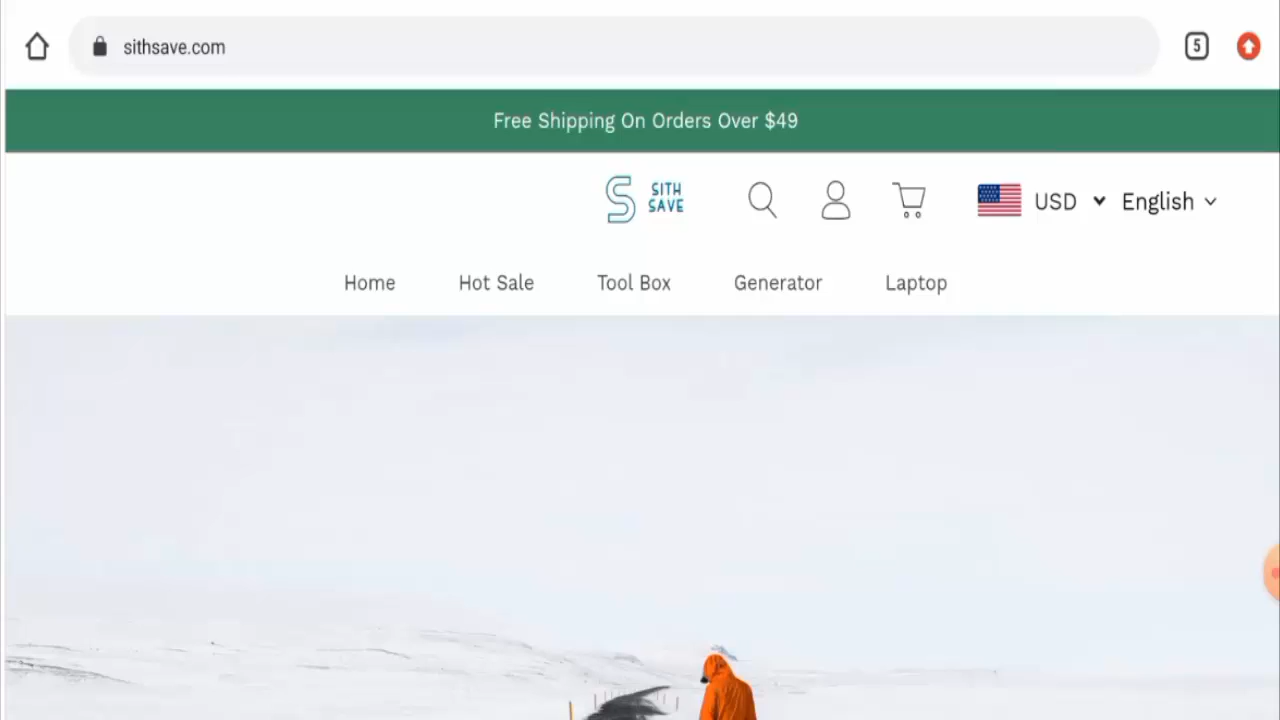 sithsave.com
5
Free Shipping On Orders Over $49
S SITH SAVE
USD
English
Home
Hot Sale
Tool Box
Generator
Laptop